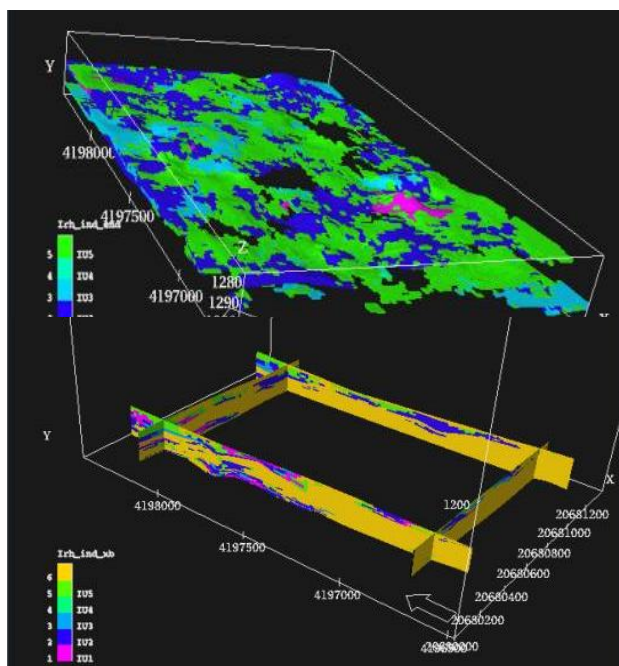 Y
4198000
4197500
Irh_ind_and
5 IU5
4 IU4
3 IU3
4197000
Z
1280
1290
Y
X
4198000
1200
20681200
20681000
20680800
4197500
20680600
4197000
20680400
20680200
Irh_ind_xb
6
5 IU5
4 IU4
3 IU3
2 IU2
1 IU1